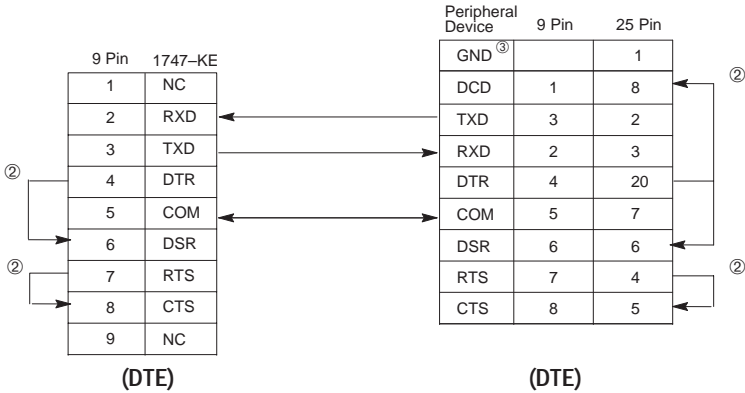 Peripheral
Device 9 Pin 25 Pin
GND ③ 1
DCD 1 8
TXD 3 2
RXD 2 3
DTR 4 20
COM 5 7
DSR 6 6
RTS 7 4
CTS 8 5
②
②
(DTE)
9 Pin 1747–KE
1 NC
2 RXD
3 TXD
4 DTR
5 COM
6 DSR
7 RTS
8 CTS
9 NC
②
②
(DTE)